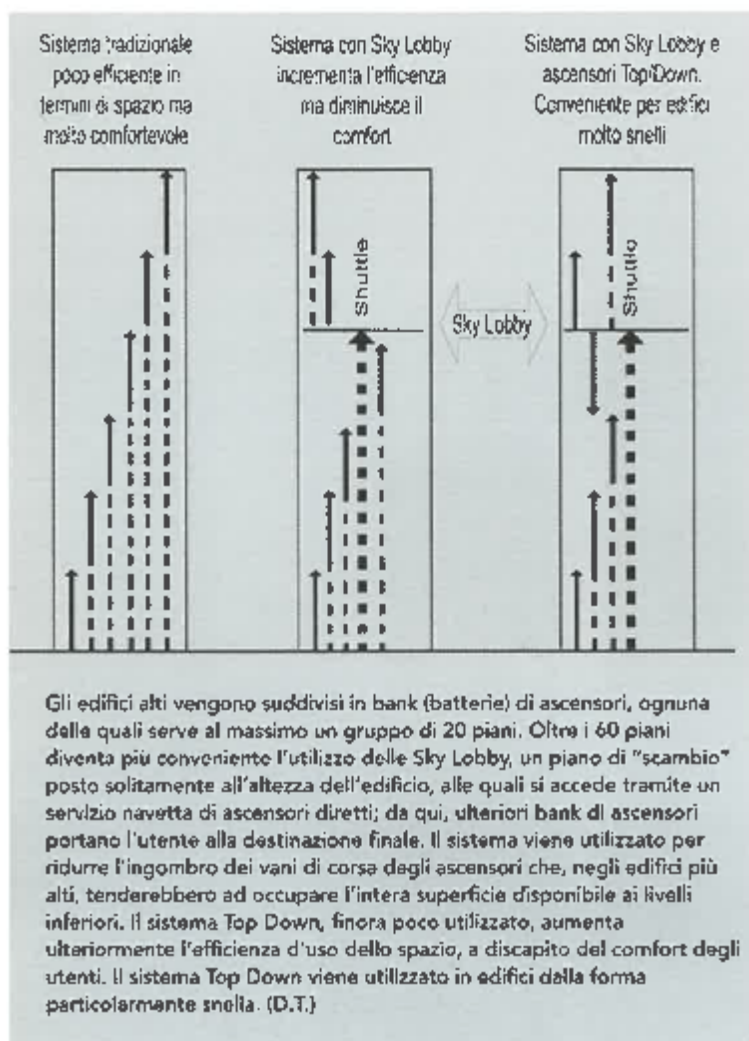 Sistema tradizionale
poco efficiente in
termini di spazio ma
molto comfortevole
Sistema con Sky Lobby
incrementa l'efficienza
ma diminuisce il
comfort
Sistema con Sky Lobby e
ascensori Top/Down.
Conveniente per edifici
molto snelli
Shuttle
Sky Lobby
Shuttle
Gli edifici alti vengono suddivisi in bank (batterie) di ascensori, ognuna
delle quali serve al massimo un gruppo di 20 piani. Oltre i 60 piani
diventa più conveniente l'utilizzo delle Sky Lobby, un piano di "scambio"
posto solitamente all'altezza dell'edificio, alle quali si accede tramite un
servizio navetta di ascensori diretti; da qui, ulteriori bank di ascensori
portano l'utente alla destinazione finale. Il sistema viene utilizzato per
ridurre l'ingombro dei vani di corsa degli ascensori che, negli edifici più
alti, tenderebbero ad occupare l'intera superficie disponibile ai livelli
inferiori. Il sistema Top Down, finora poco utilizzato, aumenta
ulteriormente l'efficienza d'uso dello spazio, a discapito del comfort degli
utenti. Il sistema Top Down viene utilizzato in edifici dalla forma
particolarmente snella. (D.T.)